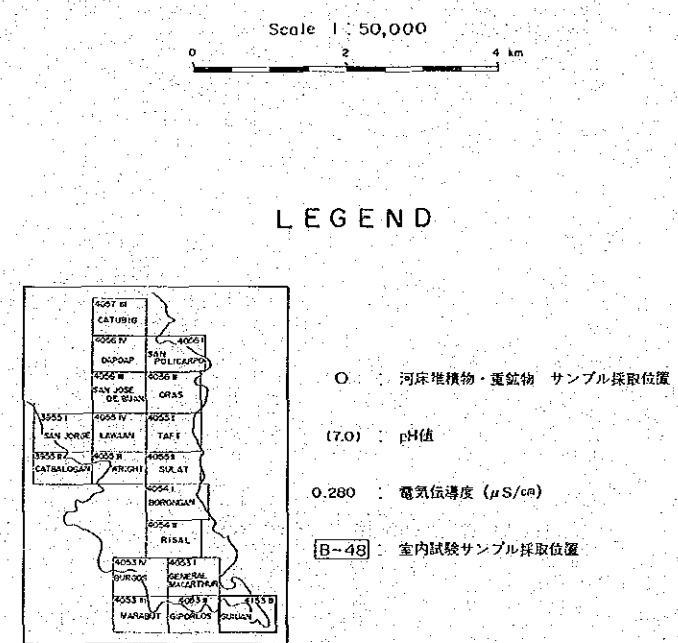 Scale 1:50,000
0 2 4 km
LEGEND
4057 III
CATUBIG
4056 IV 4056 I
DAPDAP SAN POLICARPO
4056 III 4056 II
SAN JOSE DE BUAN ORAS
3955 I 4055 IV 4055 I
SAN JORGE LAWAAN TAFT
3955 II 4055 III 4055 II
CATBALOGAN WRIGHT SULAT
4054 I
BORONGAN
4054 II
RISAL
4053 IV 4053 I
BURGOS GENERAL MACARTHUR
4053 III 4053 II 4153 III
MARABUT GIPORLOS GUIUAN
O : 河床堆積物・重鉱物 サンプル採取位置
(7.0) : pH値
0.280 : 電気伝導度 (μS/cm)
B-48 : 室内試験サンプル採取位置